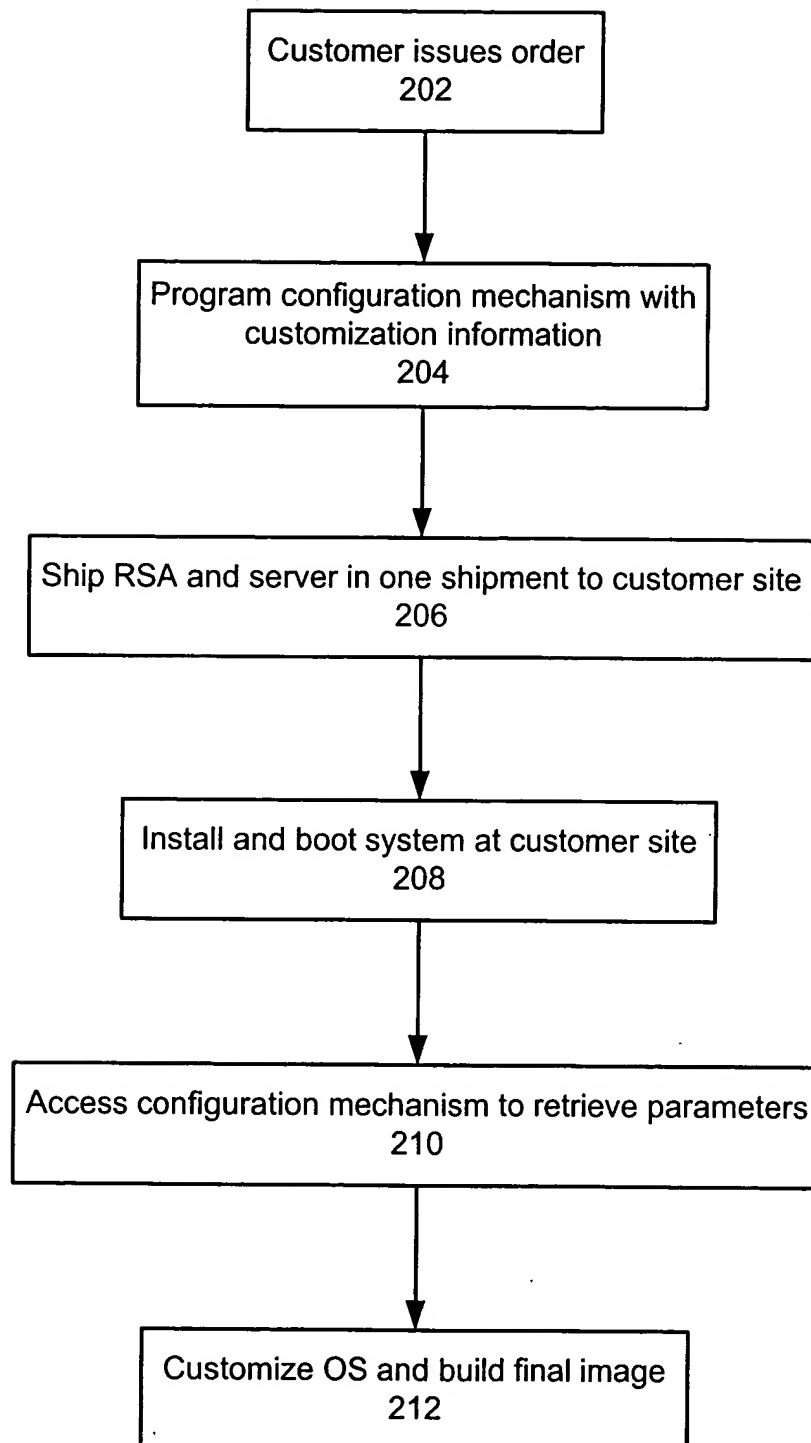 Customer issues order
202
Program configuration mechanism with
customization information
204
Ship RSA and server in one shipment to customer site
206
Install and boot system at customer site
208
Access configuration mechanism to retrieve parameters
210
Customize OS and build final image
212